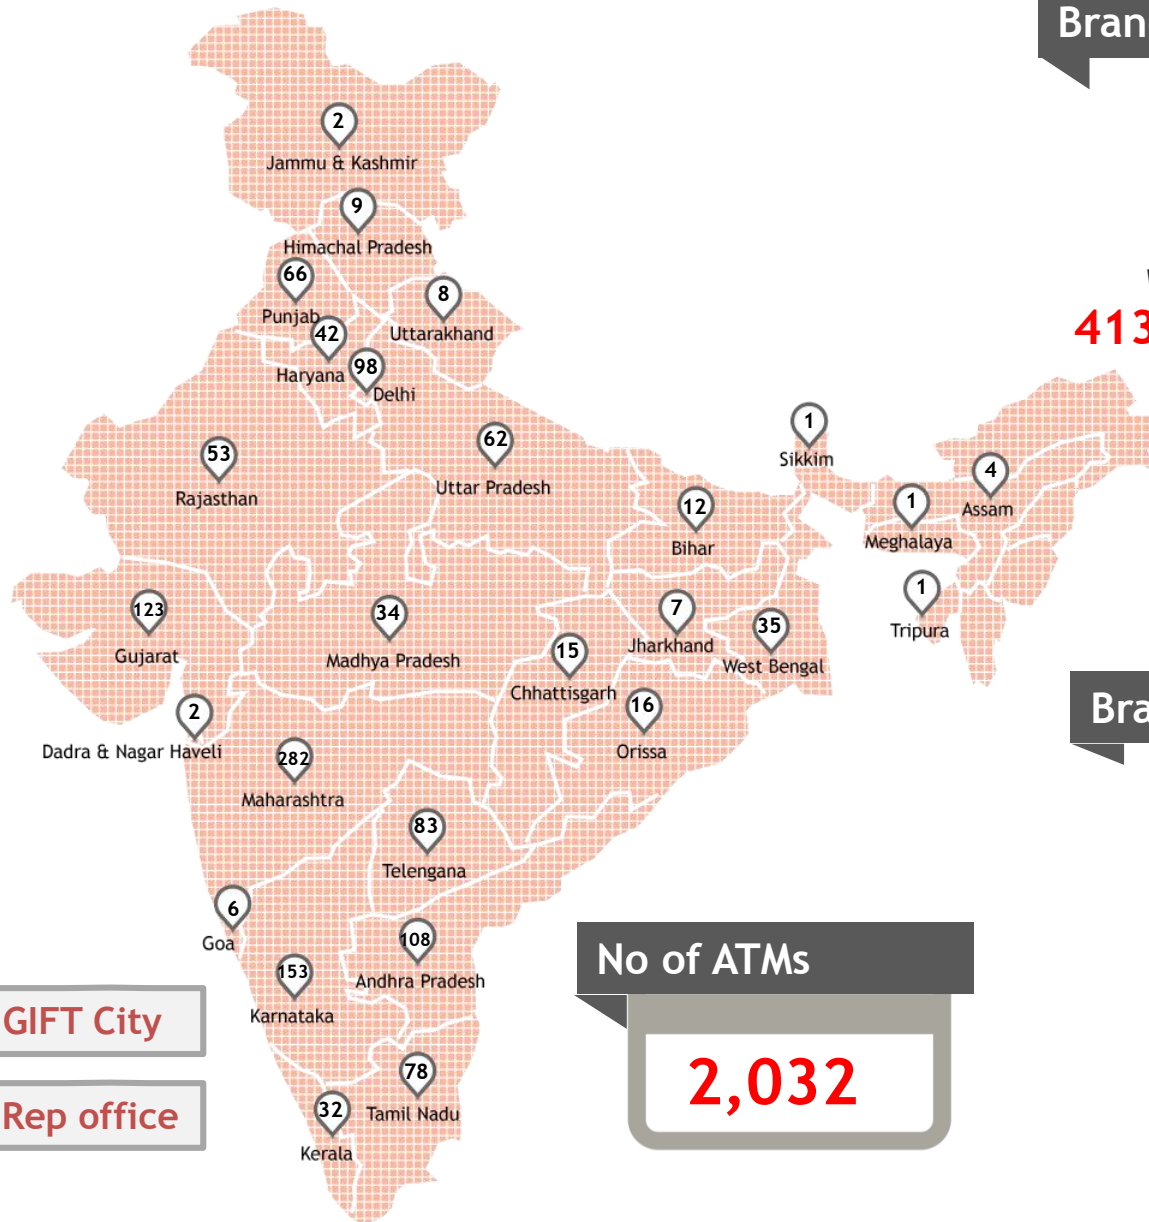 Bran
2
Jammu & Kashmir
9
Himachal Pradesh
66
Punjab
8
Uttarakhand
413
42
Haryana
98
Delhi
1
Sikkim
62
Uttar Pradesh
53
Rajasthan
4
Assam
1
Meghalaya
12
Bihar
1
Tripura
123
Gujarat
34
Madhya Pradesh
7
Jharkhand
35
West Bengal
15
Chhattisgarh
16
Orissa
2
Dadra & Nagar Haveli
Bra
282
Maharashtra
83
Telengana
6
Goa
108
Andhra Pradesh
No of ATMs
153
Karnataka
GIFT City
78
Tamil Nadu
2,032
Rep office
32
Kerala